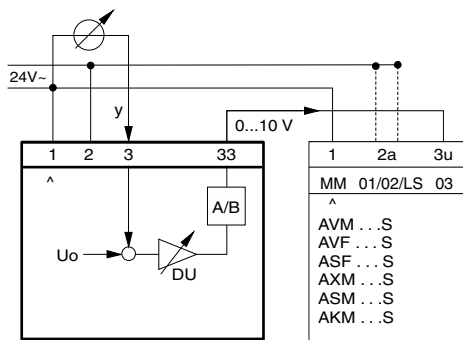 24V~
y
0...10 V
1 2 3 33
^
A/B
Uo
DU
1 2a 3u
MM 01/02/LS 03
^
AVM . . .S
AVF . . .S
ASF . . .S
AXM . . .S
ASM . . .S
AKM . . .S